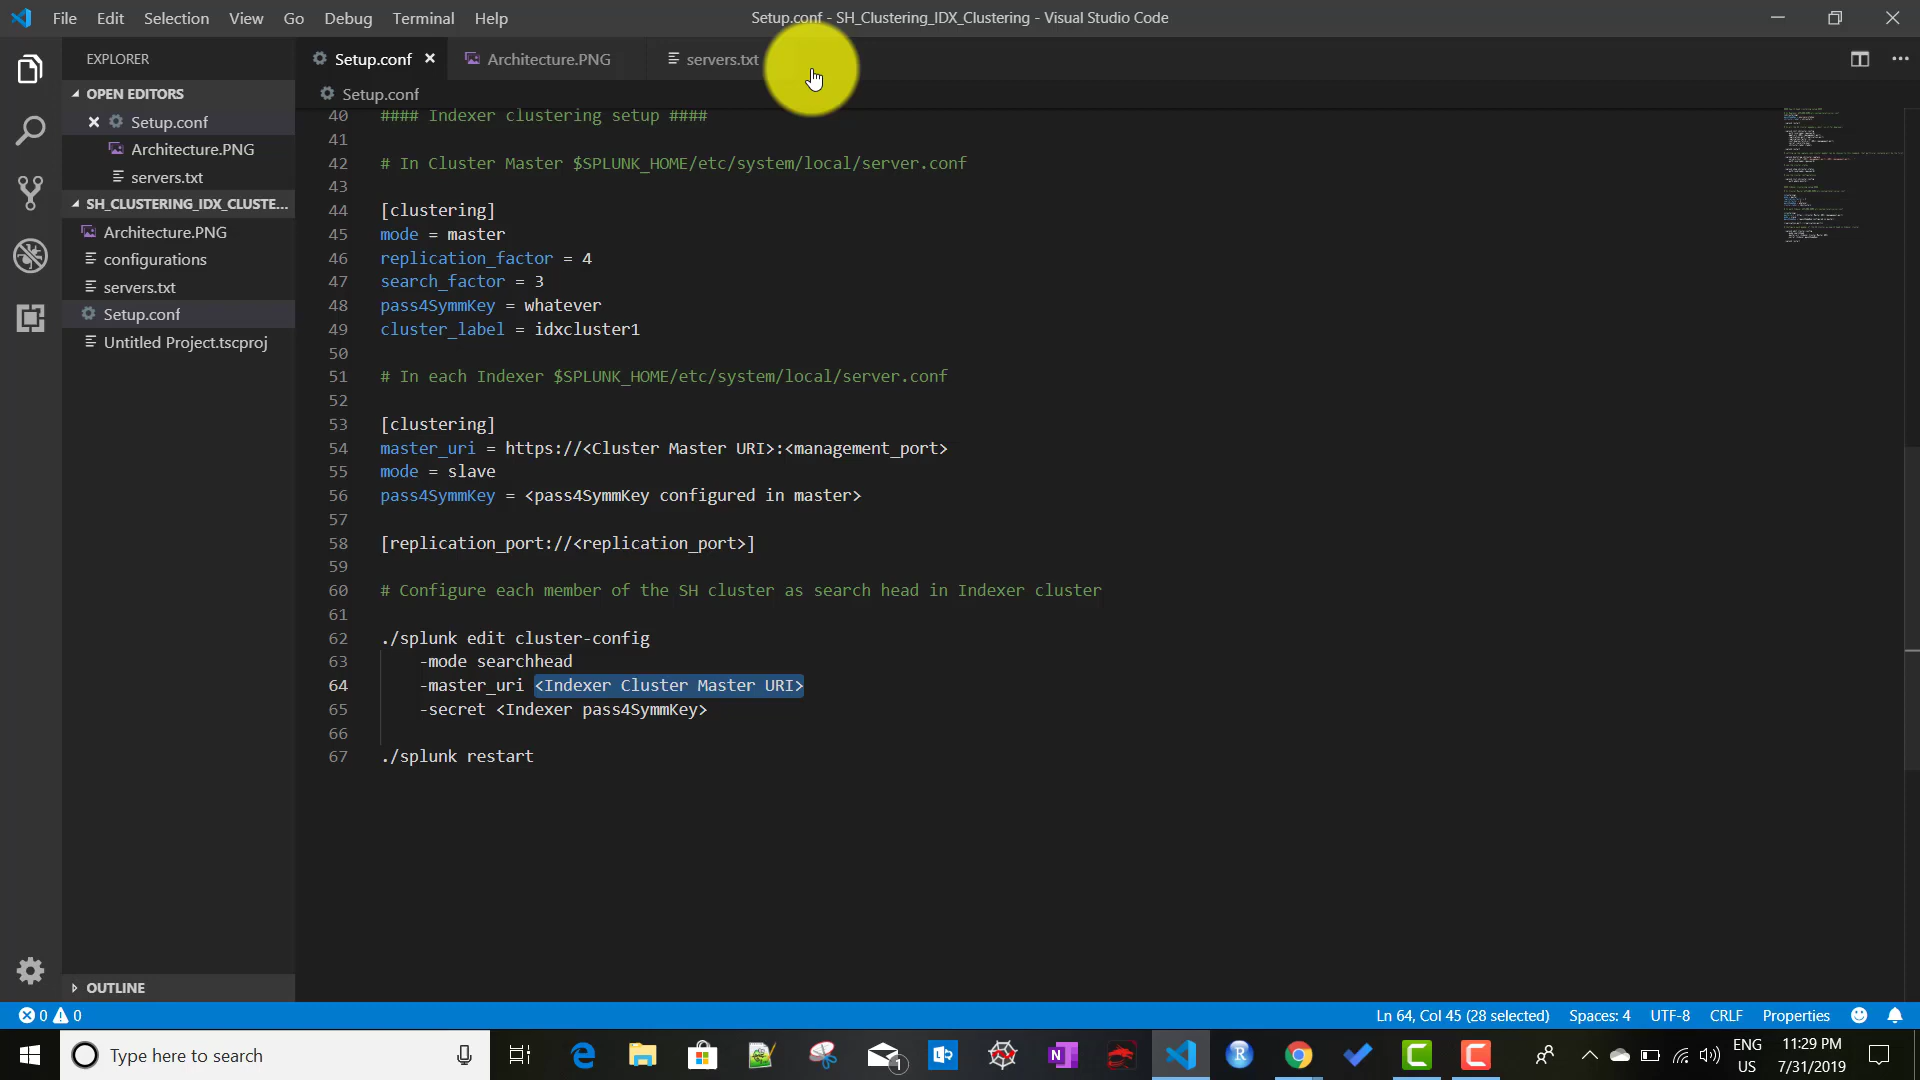 File Edit Selection View Go Debug Terminal Help
Setup.conf - SH_Clustering_IDX_Clustering - Visual Studio Code
EXPLORER
OPEN EDITORS
Setup.conf
Architecture.PNG
servers.txt
SH_CLUSTERING_IDX_CLUSTE...
Architecture.PNG
configurations
servers.txt
Setup.conf
Untitled Project.tscproj
OUTLINE
Setup.conf
Architecture.PNG
servers.txt
Setup.conf
40 #### Indexer clustering setup ####
41
42 # In Cluster Master $SPLUNK_HOME/etc/system/local/server.conf
43
44 [clustering]
45 mode = master
46 replication_factor = 4
47 search_factor = 3
48 pass4SymmKey = whatever
49 cluster_label = idxcluster1
50
51 # In each Indexer $SPLUNK_HOME/etc/system/local/server.conf
52
53 [clustering]
54 master_uri = https://<Cluster Master URI>:<management_port>
55 mode = slave
56 pass4SymmKey = <pass4SymmKey configured in master>
57
58 [replication_port://<replication_port>]
59
60 # Configure each member of the SH cluster as search head in Indexer cluster
61
62 ./splunk edit cluster-config
63 -mode searchhead
64 -master_uri <Indexer Cluster Master URI>
65 -secret <Indexer pass4SymmKey>
66
67 ./splunk restart
0 0
Ln 64, Col 45 (28 selected) Spaces: 4 UTF-8 CRLF Properties
Type here to search
1
ENG
US
11:29 PM
7/31/2019